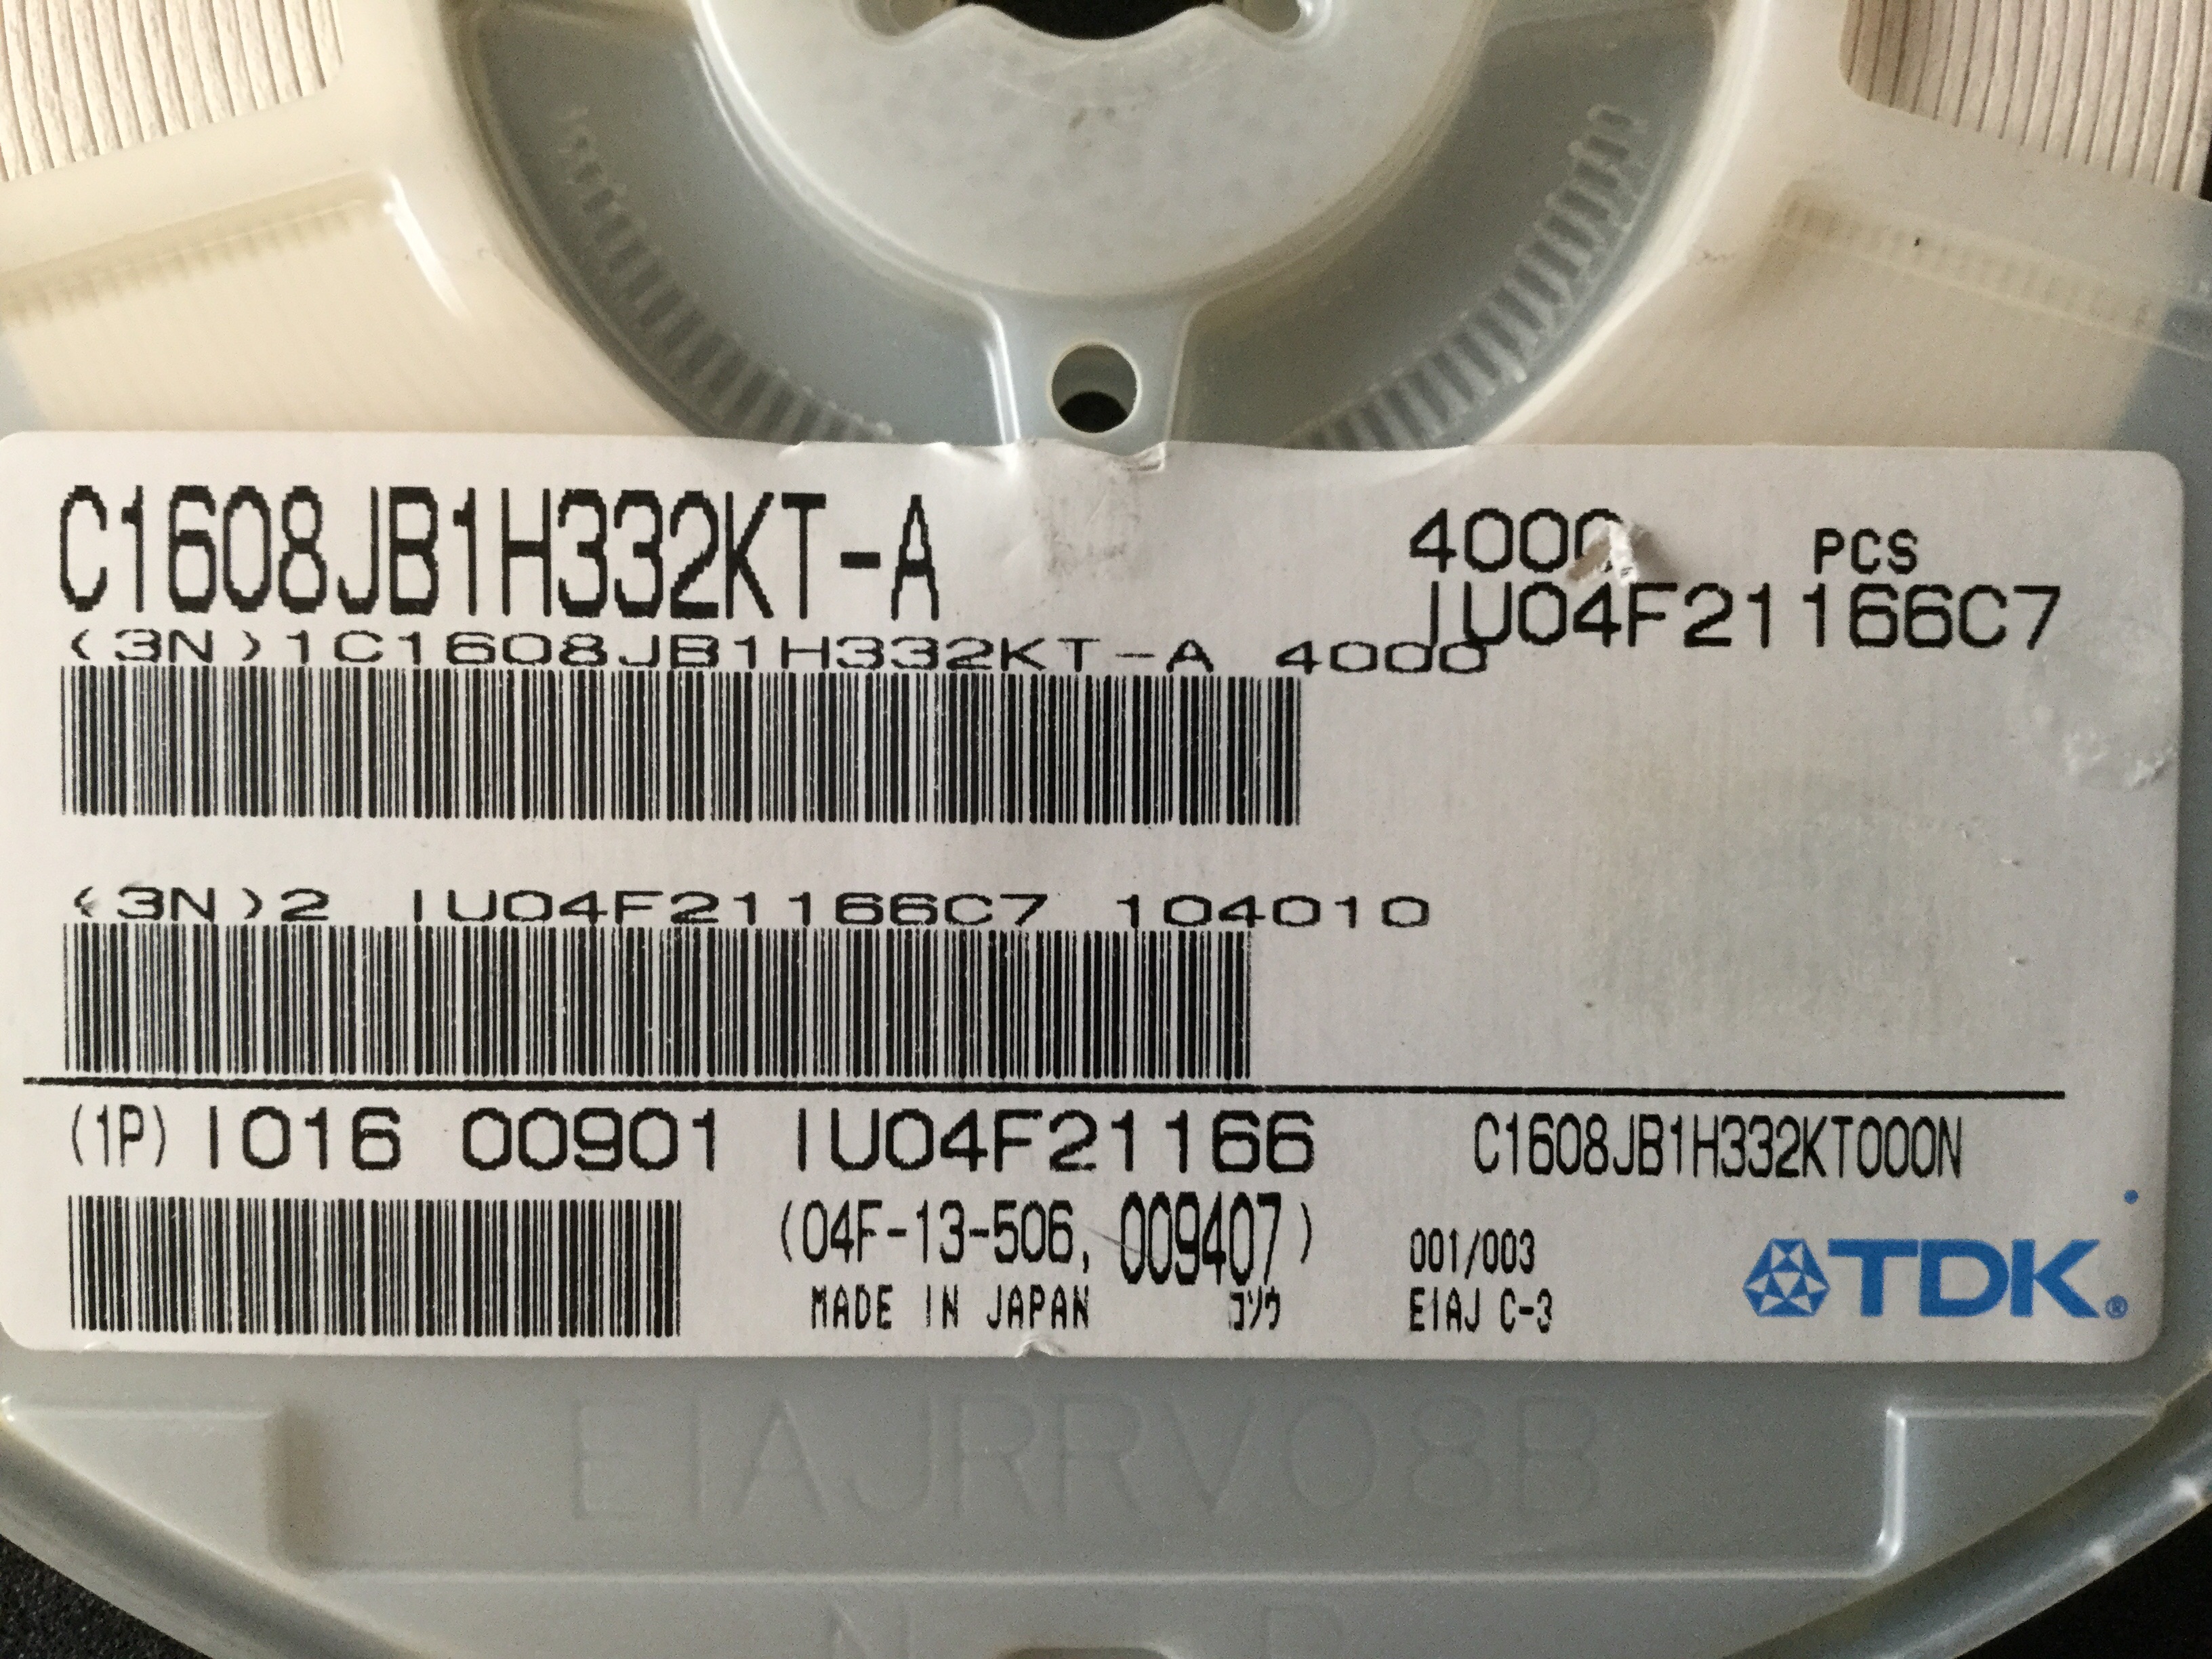 C1608JB1H332KT-A
4000 PCS
IU04F21166C7
(3N)1C1608JB1H332KT-A 4000
(3N)2 IU04F21166C7 104010
(1P) I016 00901 IU04F21166
C1608JB1H332KT000N
(04F-13-506, 009407)
001/003
MADE IN JAPAN コソウ
EIAJ C-3
TDK®
EIAJRRV08B